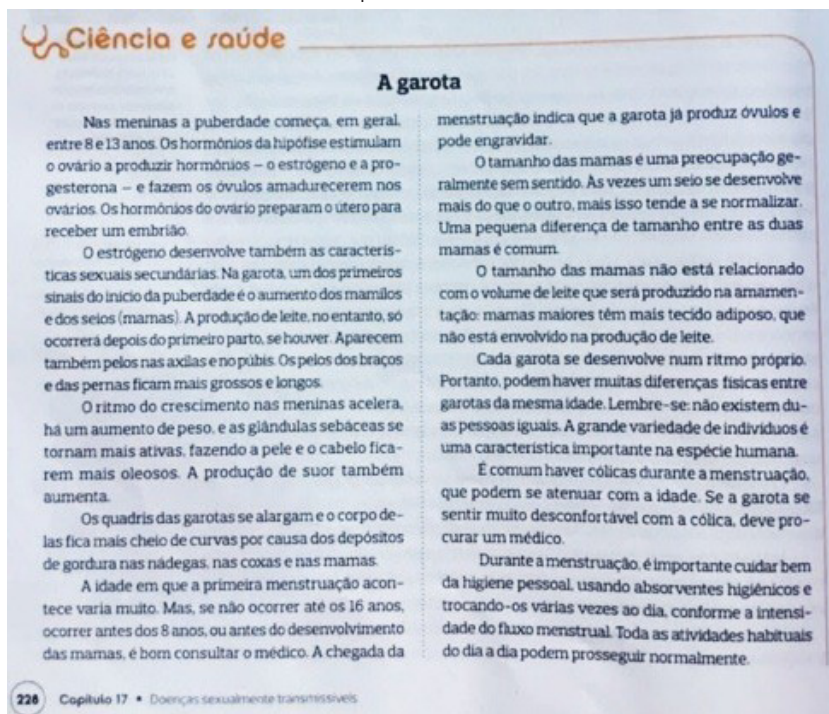 Ciência e saúde
A garota
Nas meninas a puberdade começa, em geral,
entre 8 e 13 anos. Os hormônios da hipófise estimulam
o ovário a produzir hormônios – o estrógeno e a pro-
gesterona – e fazem os óvulos amadurecerem nos
ovários. Os hormônios do ovário preparam o útero para
receber um embrião.
O estrógeno desenvolve também as caracterís-
ticas sexuais secundárias. Na garota, um dos primeiros
sinais do início da puberdade é o aumento dos mamilos
e dos seios (mamas). A produção de leite, no entanto, só
ocorrerá depois do primeiro parto, se houver. Aparecem
também pelos nas axilas e no púbis. Os pelos dos braços
e das pernas ficam mais grossos e longos.
O ritmo do crescimento nas meninas acelera,
há um aumento de peso, e as glândulas sebáceas se
tornam mais ativas, fazendo a pele e o cabelo fica-
rem mais oleosos. A produção de suor também
aumenta.
Os quadris das garotas se alargam e o corpo de-
las fica mais cheio de curvas por causa dos depósitos
de gordura nas nádegas, nas coxas e nas mamas.
A idade em que a primeira menstruação acon-
tece varia muito. Mas, se não ocorrer até os 16 anos,
ocorrer antes dos 8 anos, ou antes do desenvolvimento
das mamas, é bom consultar o médico. A chegada da
menstruação indica que a garota já produz óvulos e
pode engravidar.
O tamanho das mamas é uma preocupação ge-
ralmente sem sentido. Às vezes um seio se desenvolve
mais do que o outro, mais isso tende a se normalizar.
Uma pequena diferença de tamanho entre as duas
mamas é comum.
O tamanho das mamas não está relacionado
com o volume de leite que será produzido na amamen-
tação: mamas maiores têm mais tecido adiposo, que
não está envolvido na produção de leite.
Cada garota se desenvolve num ritmo próprio.
Portanto, podem haver muitas diferenças físicas entre
garotas da mesma idade. Lembre-se: não existem du-
as pessoas iguais. A grande variedade de indivíduos é
uma característica importante na espécie humana.
É comum haver cólicas durante a menstruação,
que podem se atenuar com a idade. Se a garota se
sentir muito desconfortável com a cólica, deve pro-
curar um médico.
Durante a menstruação, é importante cuidar bem
da higiene pessoal, usando absorventes higiênicos e
trocando-os várias vezes ao dia, conforme a intensi-
dade do fluxo menstrual. Toda as atividades habituais
do dia a dia podem prosseguir normalmente.
228 Capítulo 17 • Doenças sexualmente transmissíveis